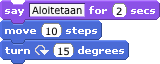 say Aloitetaan for 2 secs
move 10 steps
turn ↻ 15 degrees